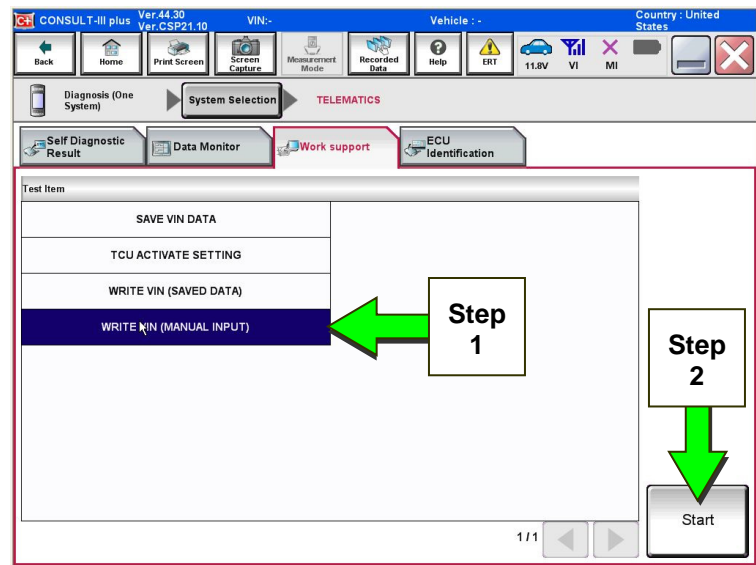 C+ CONSULT-III plus Ver.44.30 Ver.CSP21.10 VIN:- Vehicle : - Country : United States
Back Home Print Screen Screen Capture Measurement Mode Recorded Data Help ERT 11.8V VI MI
Diagnosis (One System) System Selection TELEMATICS
Self Diagnostic Result Data Monitor Work support ECU Identification
Test Item
SAVE VIN DATA
TCU ACTIVATE SETTING
WRITE VIN (SAVED DATA)
WRITE VIN (MANUAL INPUT)
Step
1
Step
2
Start
1/1